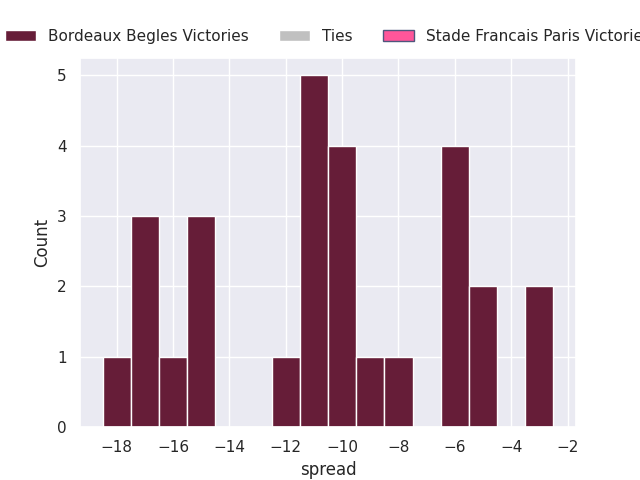 Bordeaux Begles Victories Ties Stade Francais Paris Victorie
5
4
3
2
1
0
Count
−18 −16 −14 −12 −10 −8 −6 −4 −2
spread